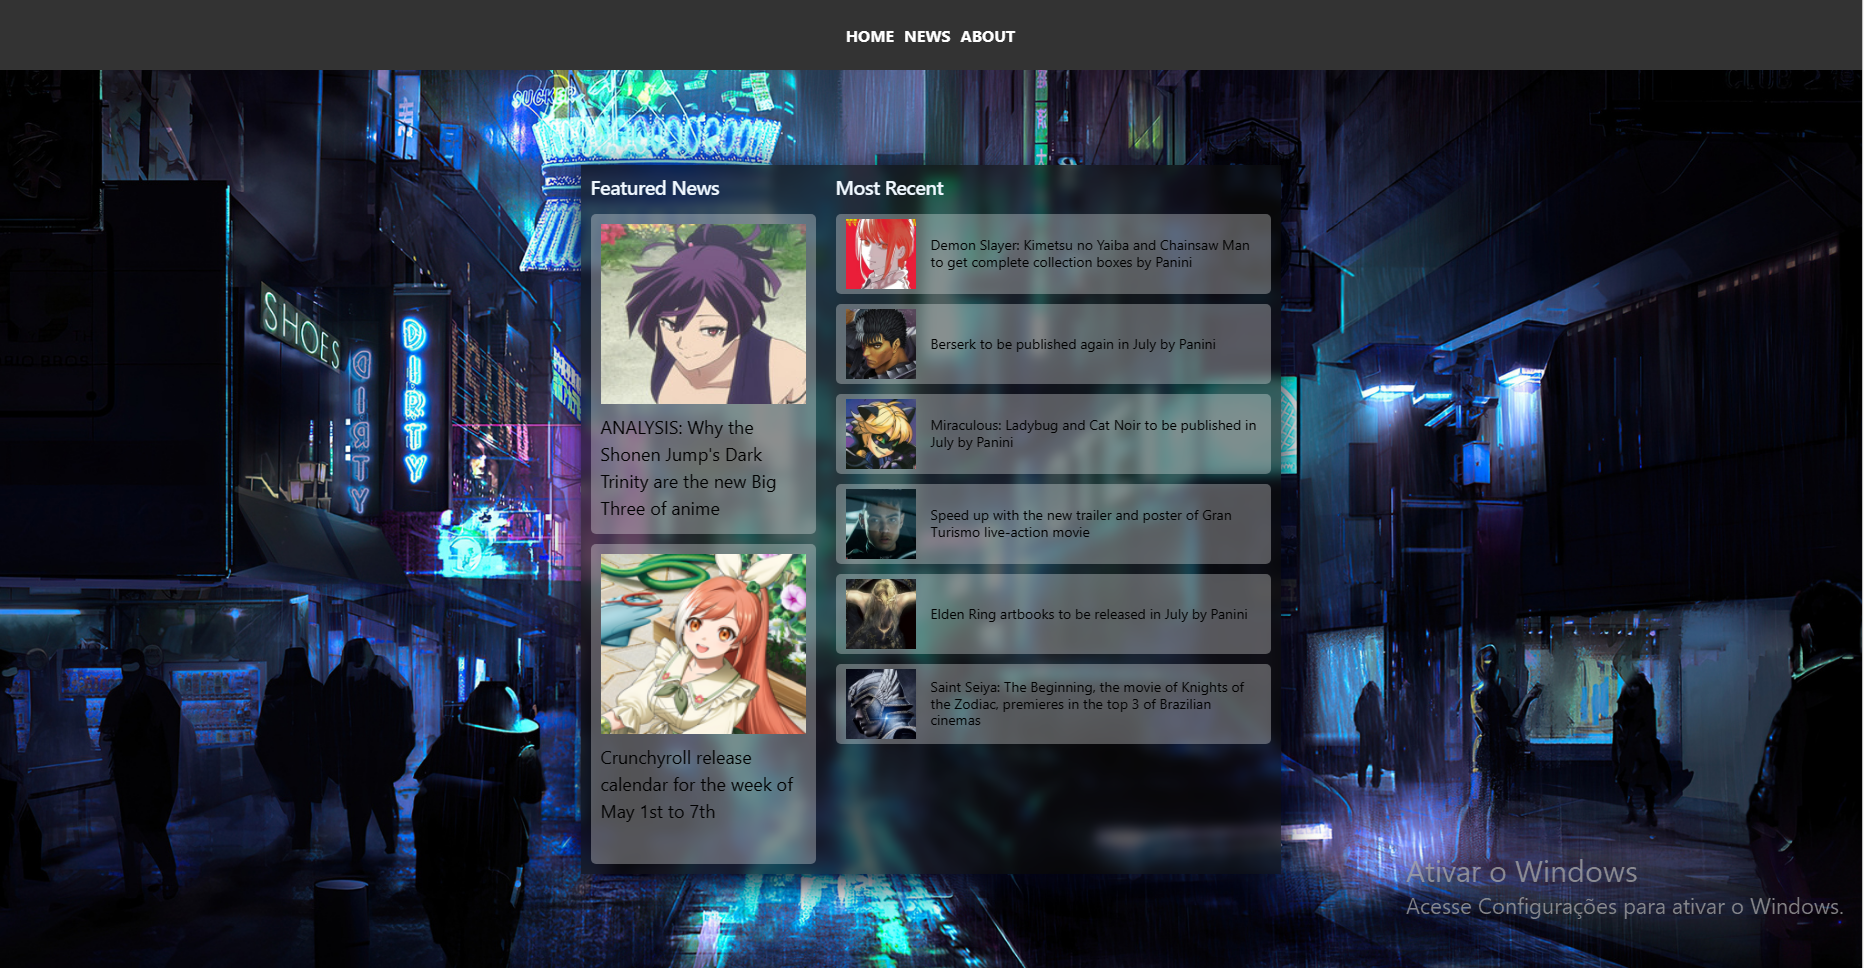 HOME NEWS ABOUT
SUCKER
SHOES
DIRTY
DIRTY
Featured News
ANALYSIS: Why the
Shonen Jump's Dark
Trinity are the new Big
Three of anime
Crunchyroll release
calendar for the week of
May 1st to 7th
Most Recent
Demon Slayer: Kimetsu no Yaiba and Chainsaw Man
to get complete collection boxes by Panini
Berserk to be published again in July by Panini
Miraculous: Ladybug and Cat Noir to be published in
July by Panini
Speed up with the new trailer and poster of Gran
Turismo live-action movie
Elden Ring artbooks to be released in July by Panini
Saint Seiya: The Beginning, the movie of Knights of
the Zodiac, premieres in the top 3 of Brazilian
cinemas
Ativar o Windows
Acesse Configurações para ativar o Windows.